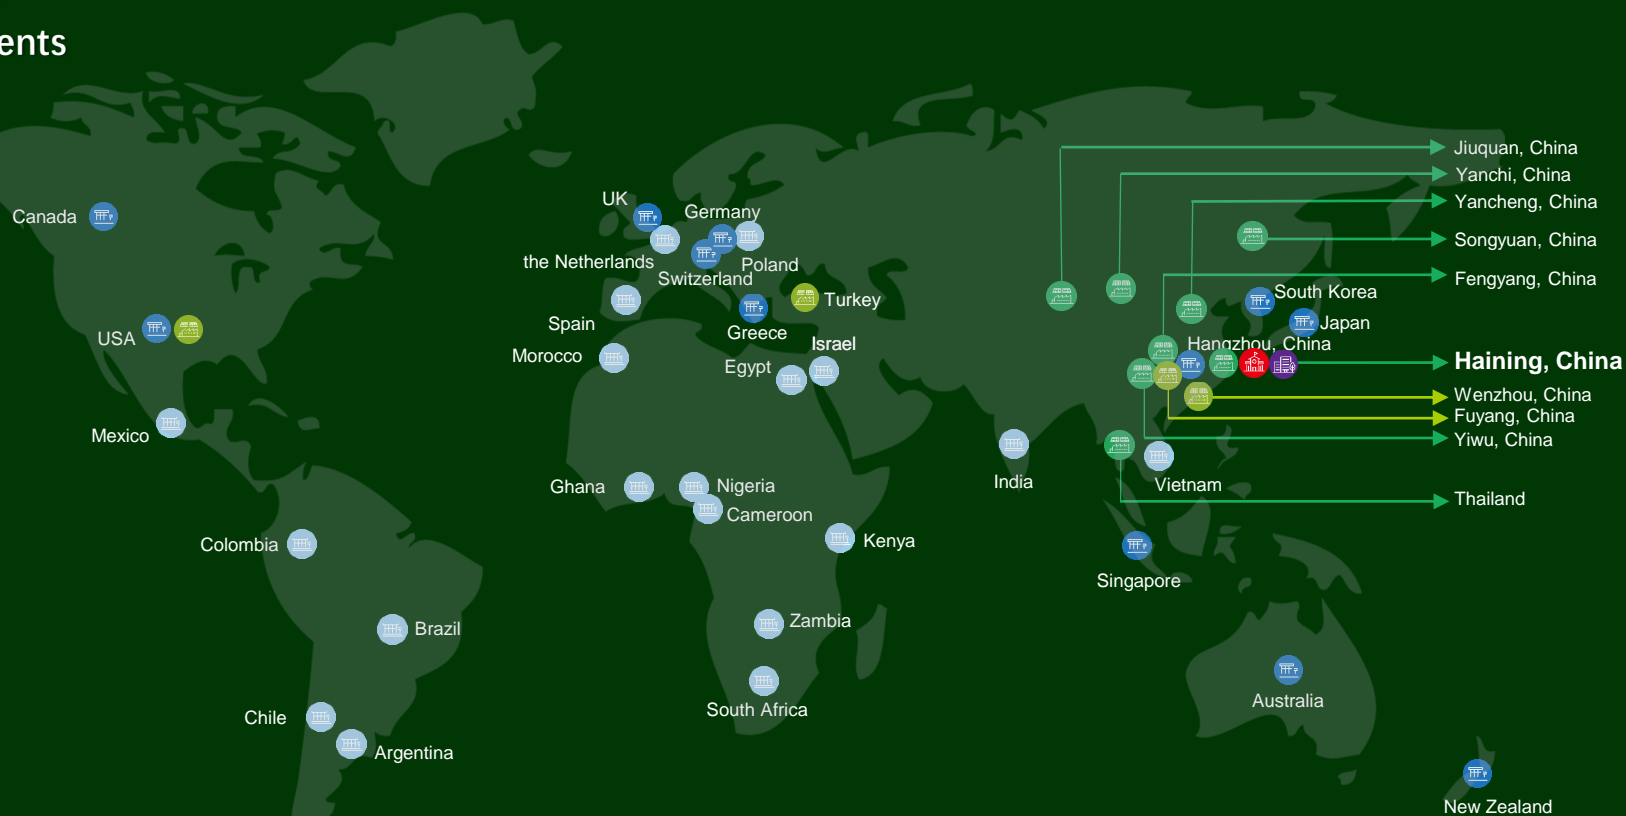 ents
Jiuquan, China
Yanchi, China
Yancheng, China
Songyuan, China
Fengyang, China
Canada
UK
Germany
the Netherlands
Poland
Switzerland
Turkey
South Korea
Spain
Greece
Japan
USA
Morocco
Israel
Hangzhou, China
Egypt
Haining, China
Wenzhou, China
Fuyang, China
Yiwu, China
Mexico
India
Vietnam
Ghana
Nigeria
Thailand
Cameroon
Colombia
Kenya
Singapore
Brazil
Zambia
South Africa
Australia
Chile
Argentina
New Zealand